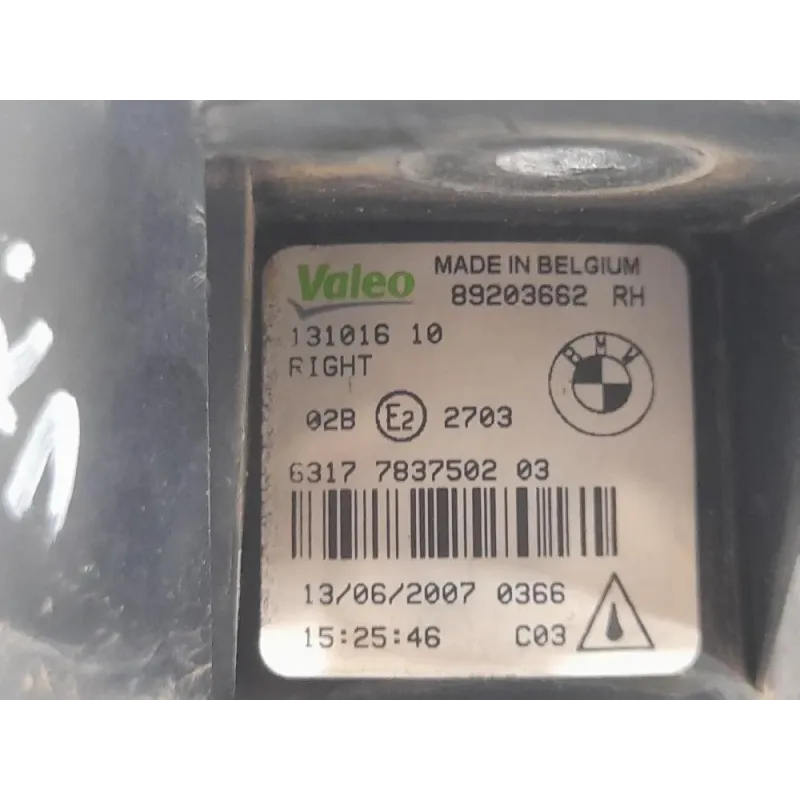 Valeo MADE IN BELGIUM
89203662 RH
131016 10
RIGHT
BMW
02B E2 2703
6317 7837502 03
13/06/2007 0366
15:25:46 C03